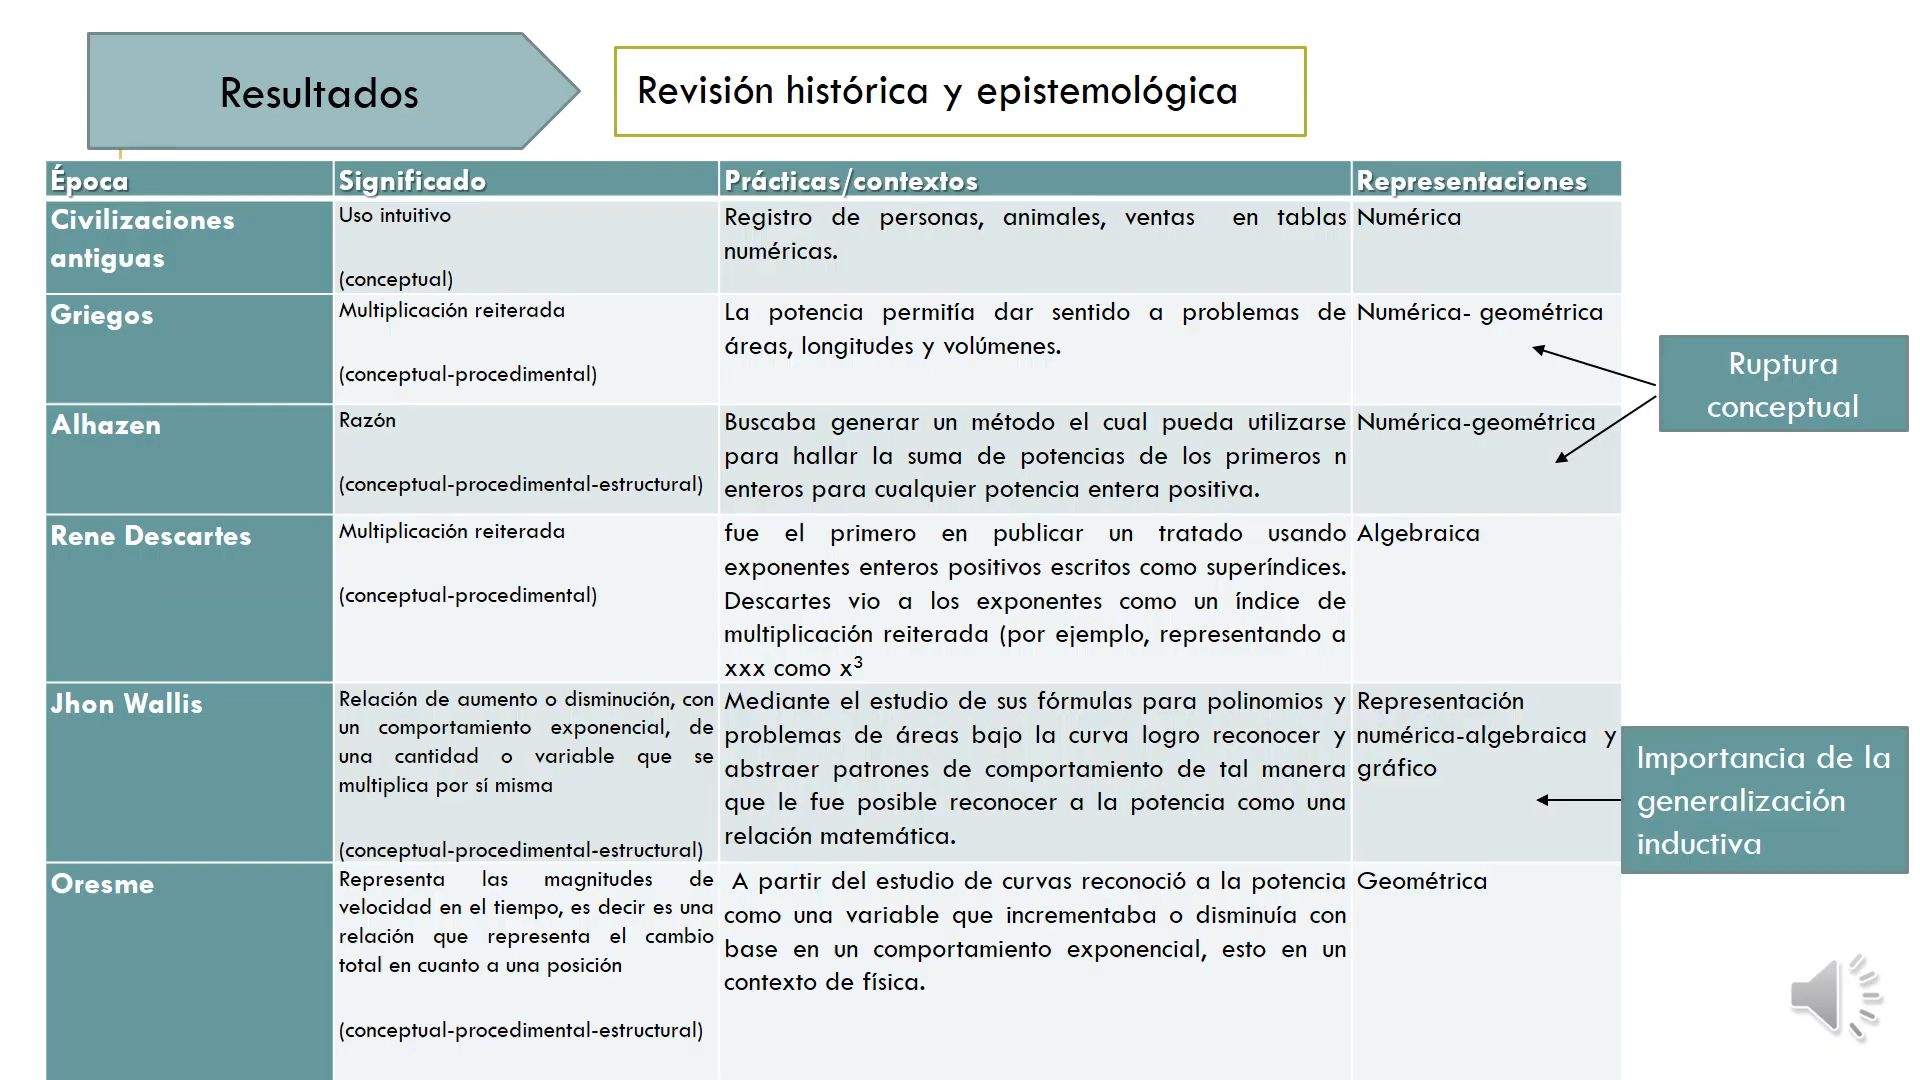 Resultados
Revisión histórica y epistemológica
Época
Significado
Prácticas/contextos
Representaciones
Civilizaciones
antiguas
Uso intuitivo
(conceptual)
Registro de personas, animales, ventas en tablas
numéricas.
Numérica
Griegos
Multiplicación reiterada
(conceptual-procedimental)
La potencia permitía dar sentido a problemas de
áreas, longitudes y volúmenes.
Numérica- geométrica
Ruptura
conceptual
Alhazen
Razón
(conceptual-procedimental-estructural)
Buscaba generar un método el cual pueda utilizarse
para hallar la suma de potencias de los primeros n
enteros para cualquier potencia entera positiva.
Numérica-geométrica
Rene Descartes
Multiplicación reiterada
(conceptual-procedimental)
fue el primero en publicar un tratado usando
exponentes enteros positivos escritos como superíndices.
Descartes vio a los exponentes como un índice de
multiplicación reiterada (por ejemplo, representando a
xxx como x³
Algebraica
Jhon Wallis
Relación de aumento o disminución, con
un comportamiento exponencial, de
una cantidad o variable que se
multiplica por sí misma
(conceptual-procedimental-estructural)
Mediante el estudio de sus fórmulas para polinomios y
problemas de áreas bajo la curva logro reconocer y
abstraer patrones de comportamiento de tal manera
que le fue posible reconocer a la potencia como una
relación matemática.
Representación
numérica-algebraica y
gráfico
Importancia de la
generalización
inductiva
Oresme
Representa las magnitudes de
velocidad en el tiempo, es decir es una
relación que representa el cambio
total en cuanto a una posición
(conceptual-procedimental-estructural)
A partir del estudio de curvas reconoció a la potencia
como una variable que incrementaba o disminuía con
base en un comportamiento exponencial, esto en un
contexto de física.
Geométrica